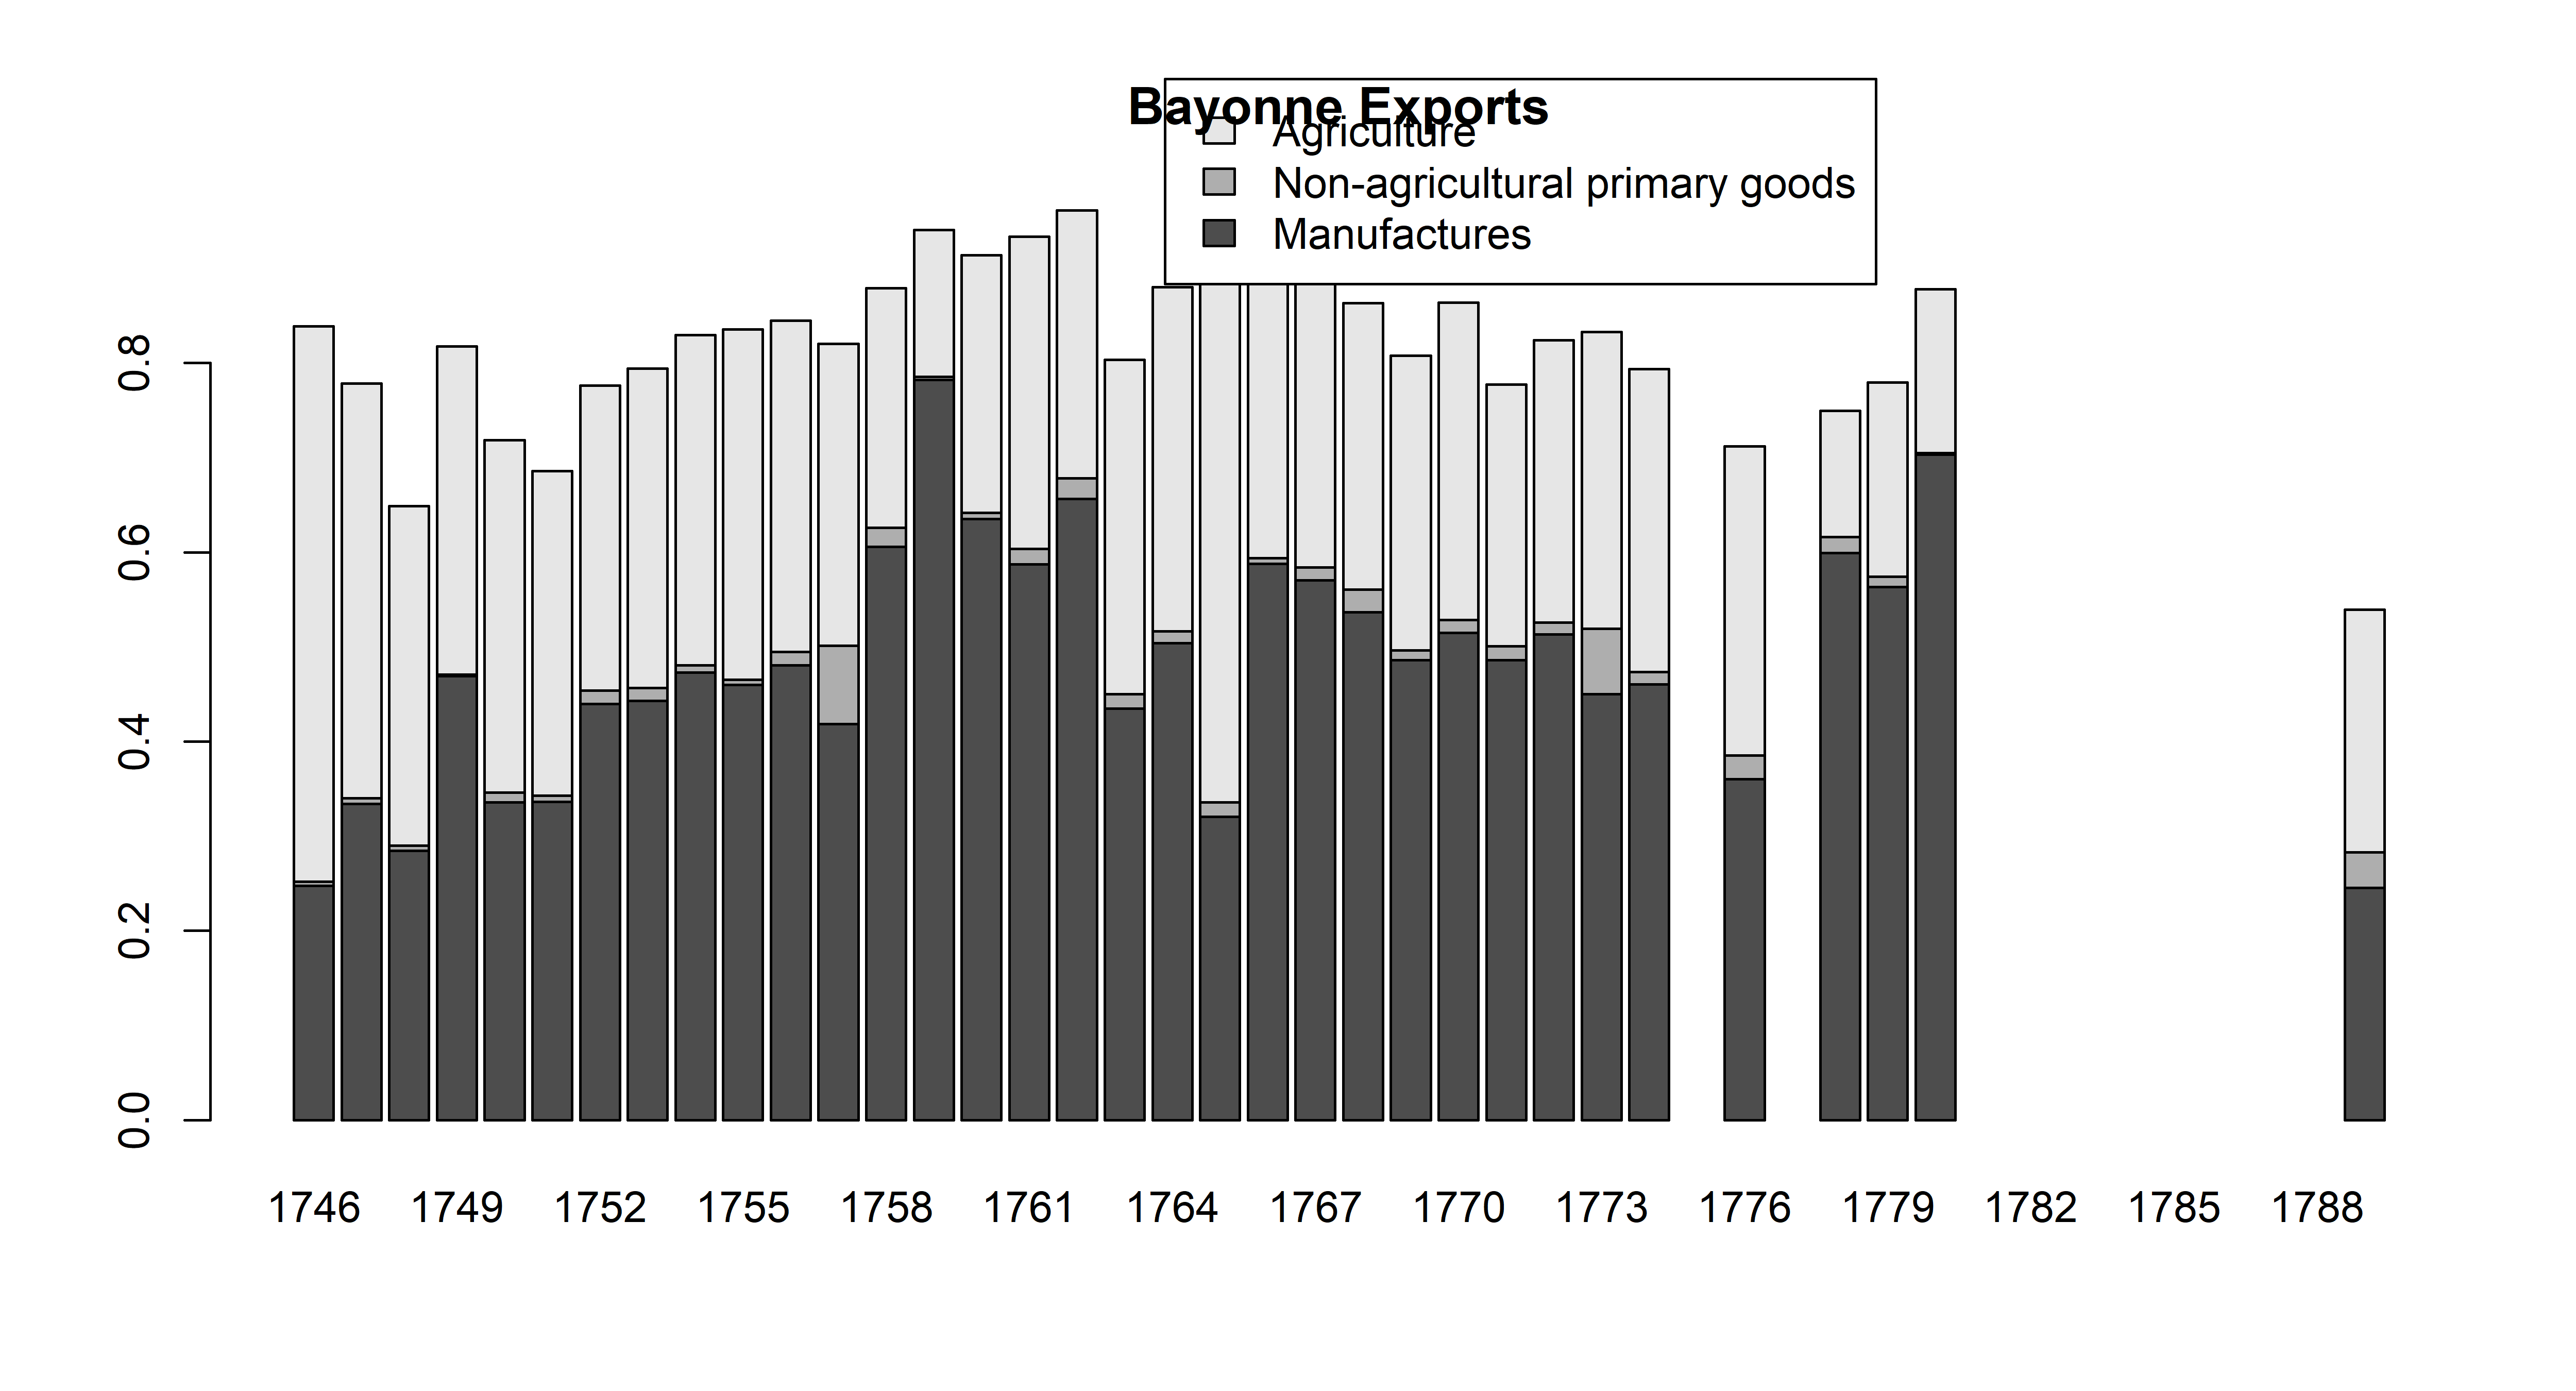 Bayonne Exports
Agriculture
Non-agricultural primary goods
Manufactures
0.8
0.6
0.4
0.2
0.0
1746 1749 1752 1755 1758 1761 1764 1767 1770 1773 1776 1779 1782 1785 1788